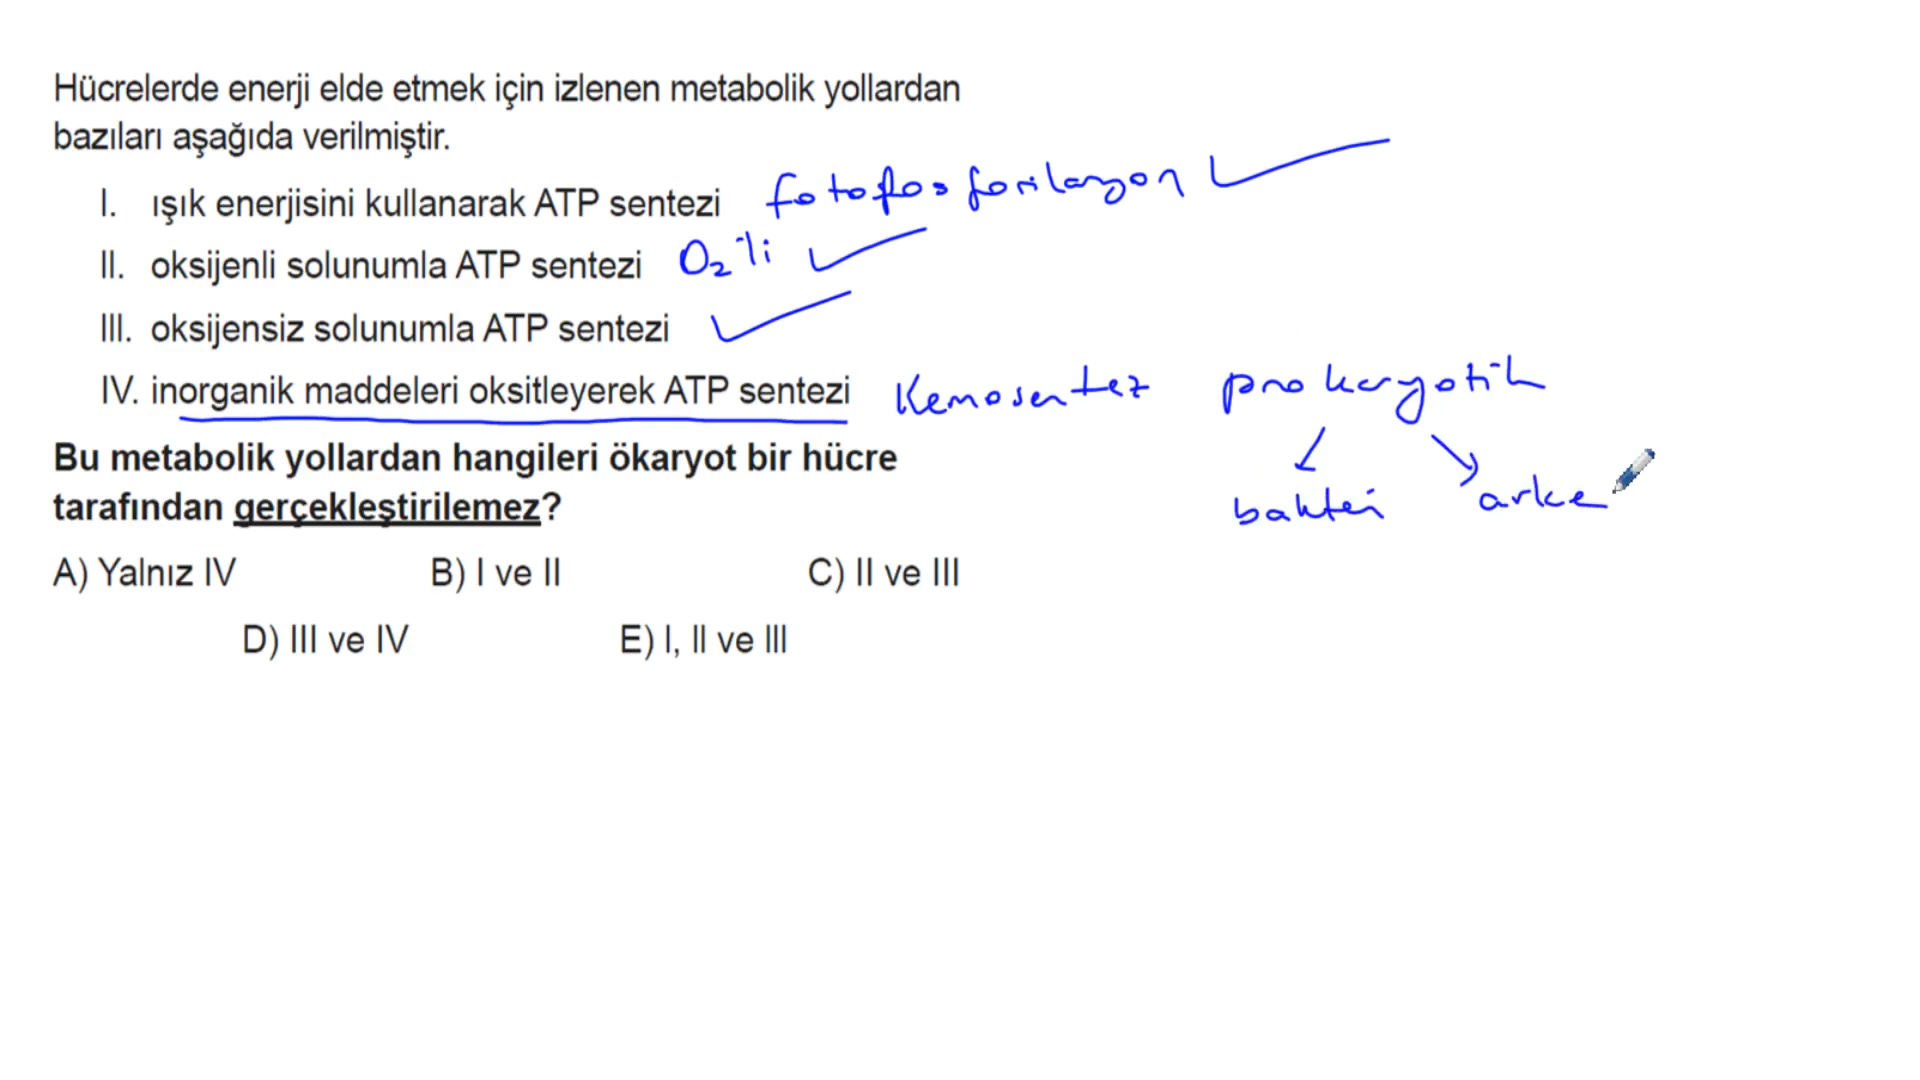 Hücrelerde enerji elde etmek için izlenen metabolik yollardan
bazıları aşağıda verilmiştir.
I. ışık enerjisini kullanarak ATP sentezi fotofosforilasyon
II. oksijenli solunumla ATP sentezi O₂'li
III. oksijensiz solunumla ATP sentezi
IV. inorganik maddeleri oksitleyerek ATP sentezi Kemosentez prokaryotik
bakteri arke
Bu metabolik yollardan hangileri ökaryot bir hücre
tarafından gerçekleştirilemez?
A) Yalnız IV B) I ve II C) II ve III
D) III ve IV E) I, II ve III